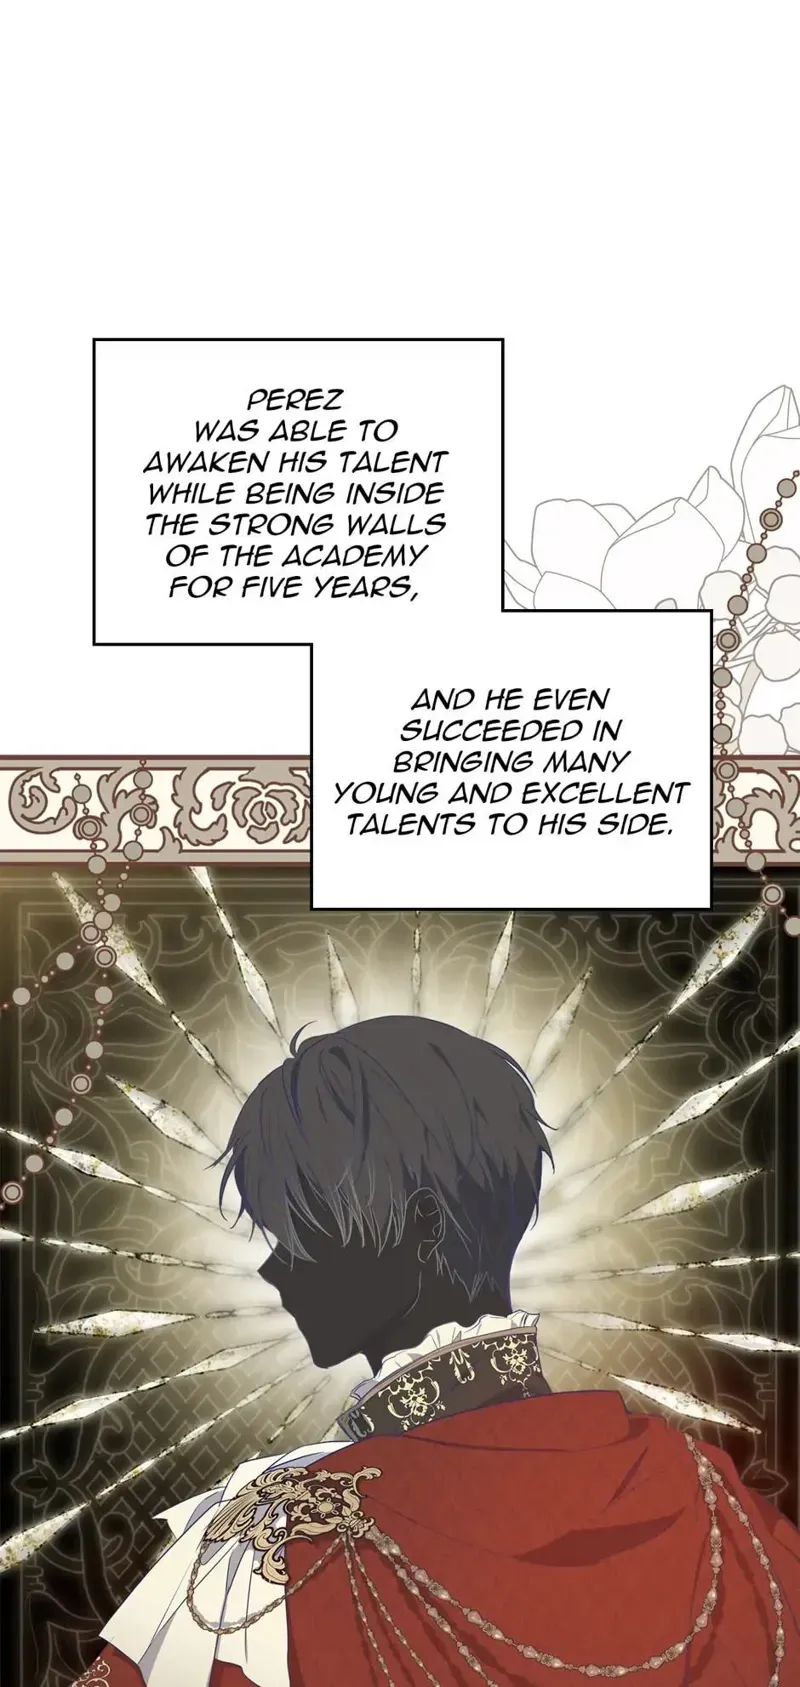 PEREZ
WAS ABLE TO
AWAKEN HIS TALENT
WHILE BEING INSIDE
THE STRONG WALLS
OF THE ACADEMY
FOR FIVE YEARS,
AND HE EVEN
SUCCEEDED IN
BRINGING MANY
YOUNG AND EXCELLENT
TALENTS TO HIS SIDE.